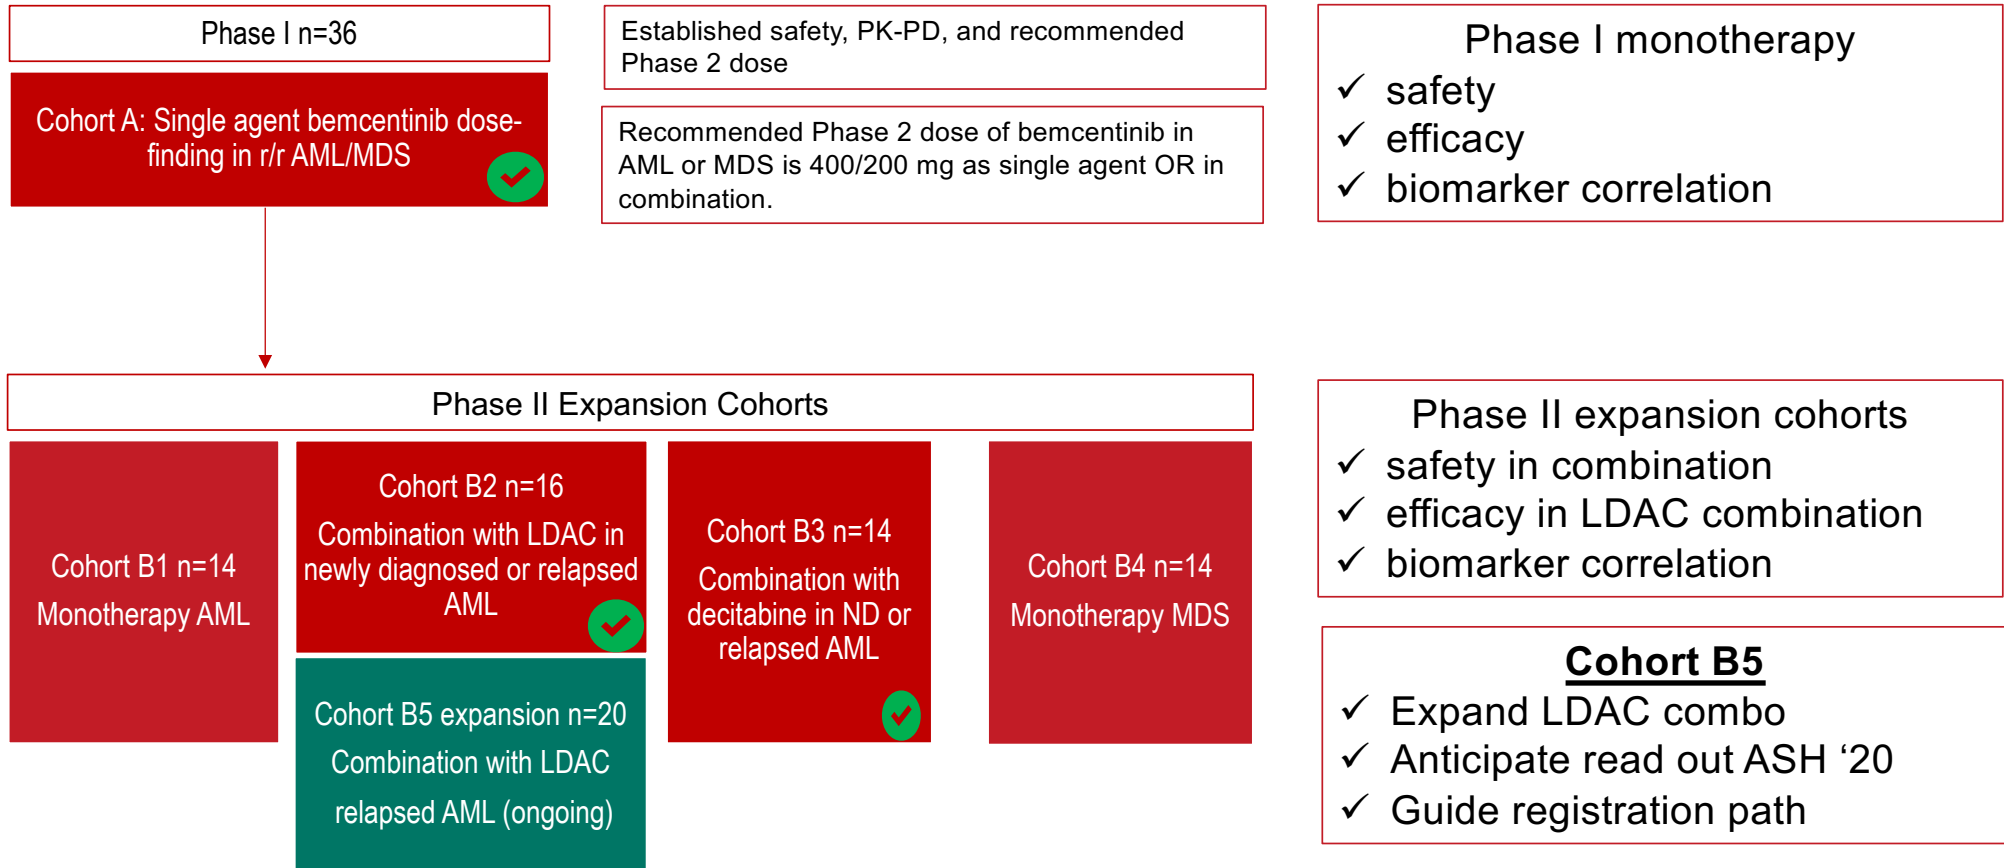 Phase I n=36
Cohort A: Single agent bemcentinib dose-
finding in r/r AML/MDS
Established safety, PK-PD, and recommended
Phase 2 dose
Recommended Phase 2 dose of bemcentinib in
AML or MDS is 400/200 mg as single agent OR in
combination.
Phase I monotherapy
✓ safety
✓ efficacy
✓ biomarker correlation
Phase II Expansion Cohorts
Cohort B1 n=14
Monotherapy AML
Cohort B2 n=16
Combination with LDAC in
newly diagnosed or relapsed
AML
Cohort B5 expansion n=20
Combination with LDAC
relapsed AML (ongoing)
Cohort B3 n=14
Combination with
decitabine in ND or
relapsed AML
Cohort B4 n=14
Monotherapy MDS
Phase II expansion cohorts
✓ safety in combination
✓ efficacy in LDAC combination
✓ biomarker correlation
Cohort B5
✓ Expand LDAC combo
✓ Anticipate read out ASH ‘20
✓ Guide registration path